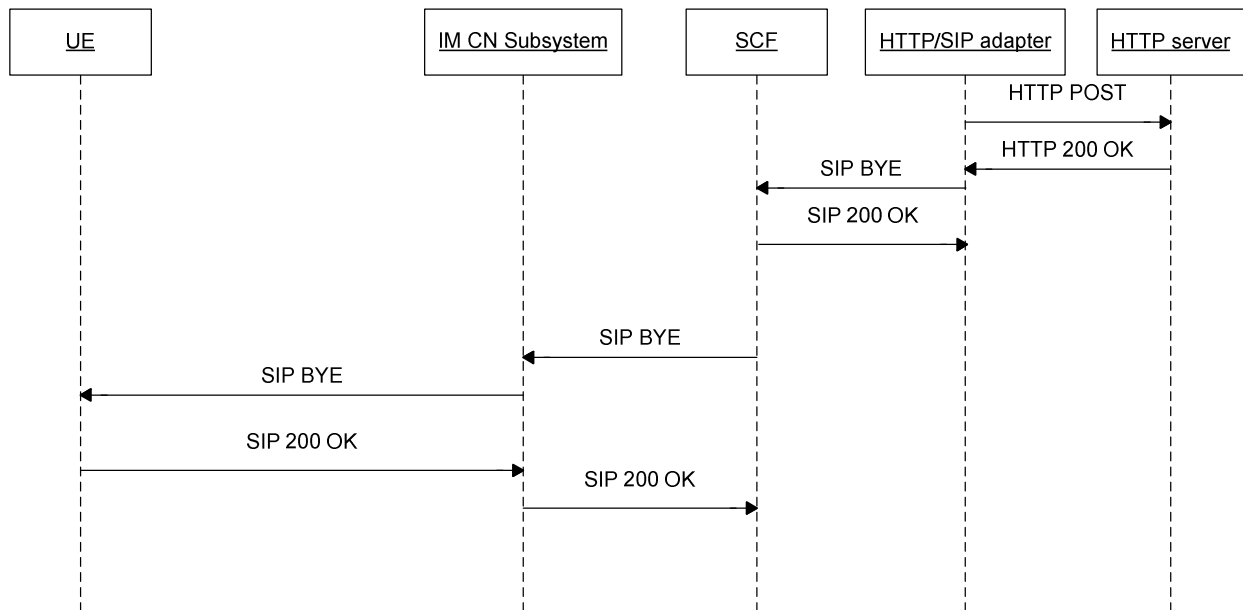 UE
IM CN Subsystem
SCF
HTTP/SIP adapter
HTTP server
HTTP POST
HTTP 200 OK
SIP BYE
SIP 200 OK
SIP BYE
SIP BYE
SIP 200 OK
SIP 200 OK